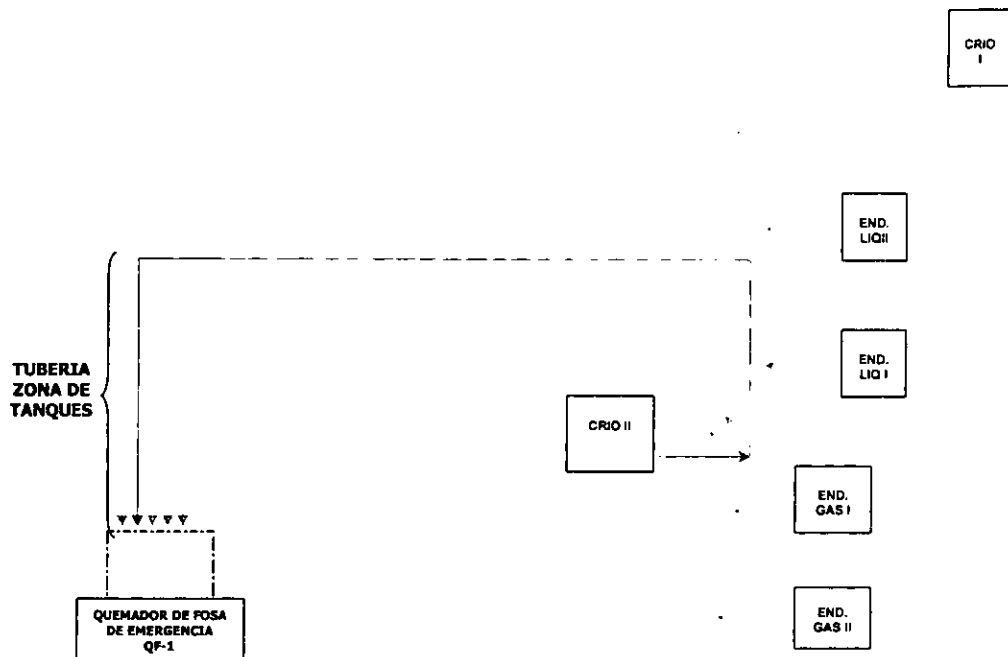 CRIO
I
END.
LIQII
TUBERIA
ZONA DE
TANQUES
END.
LIQ I
CRIO II
END.
GAS I
QUEMADOR DE FOSA
DE EMERGENCIA
QF-1
END.
GAS II